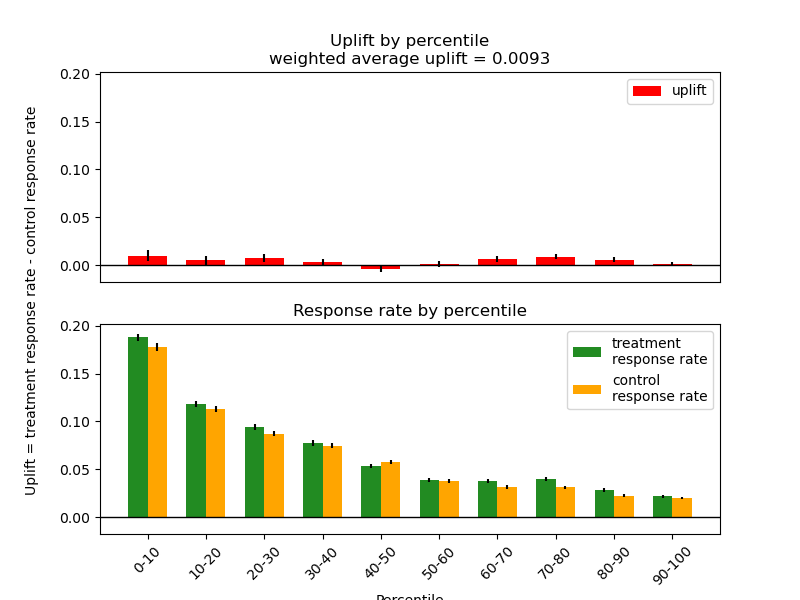 Uplift by percentile
weighted average uplift = 0.0093
Uplift = treatment response rate - control response rate
0.20
0.15
0.10
0.05
0.00
uplift
Response rate by percentile
0.20
0.15
0.10
0.05
0.00
treatment
response rate
control
response rate
0-10
10-20
20-30
30-40
40-50
50-60
60-70
70-80
80-90
90-100
Percentile